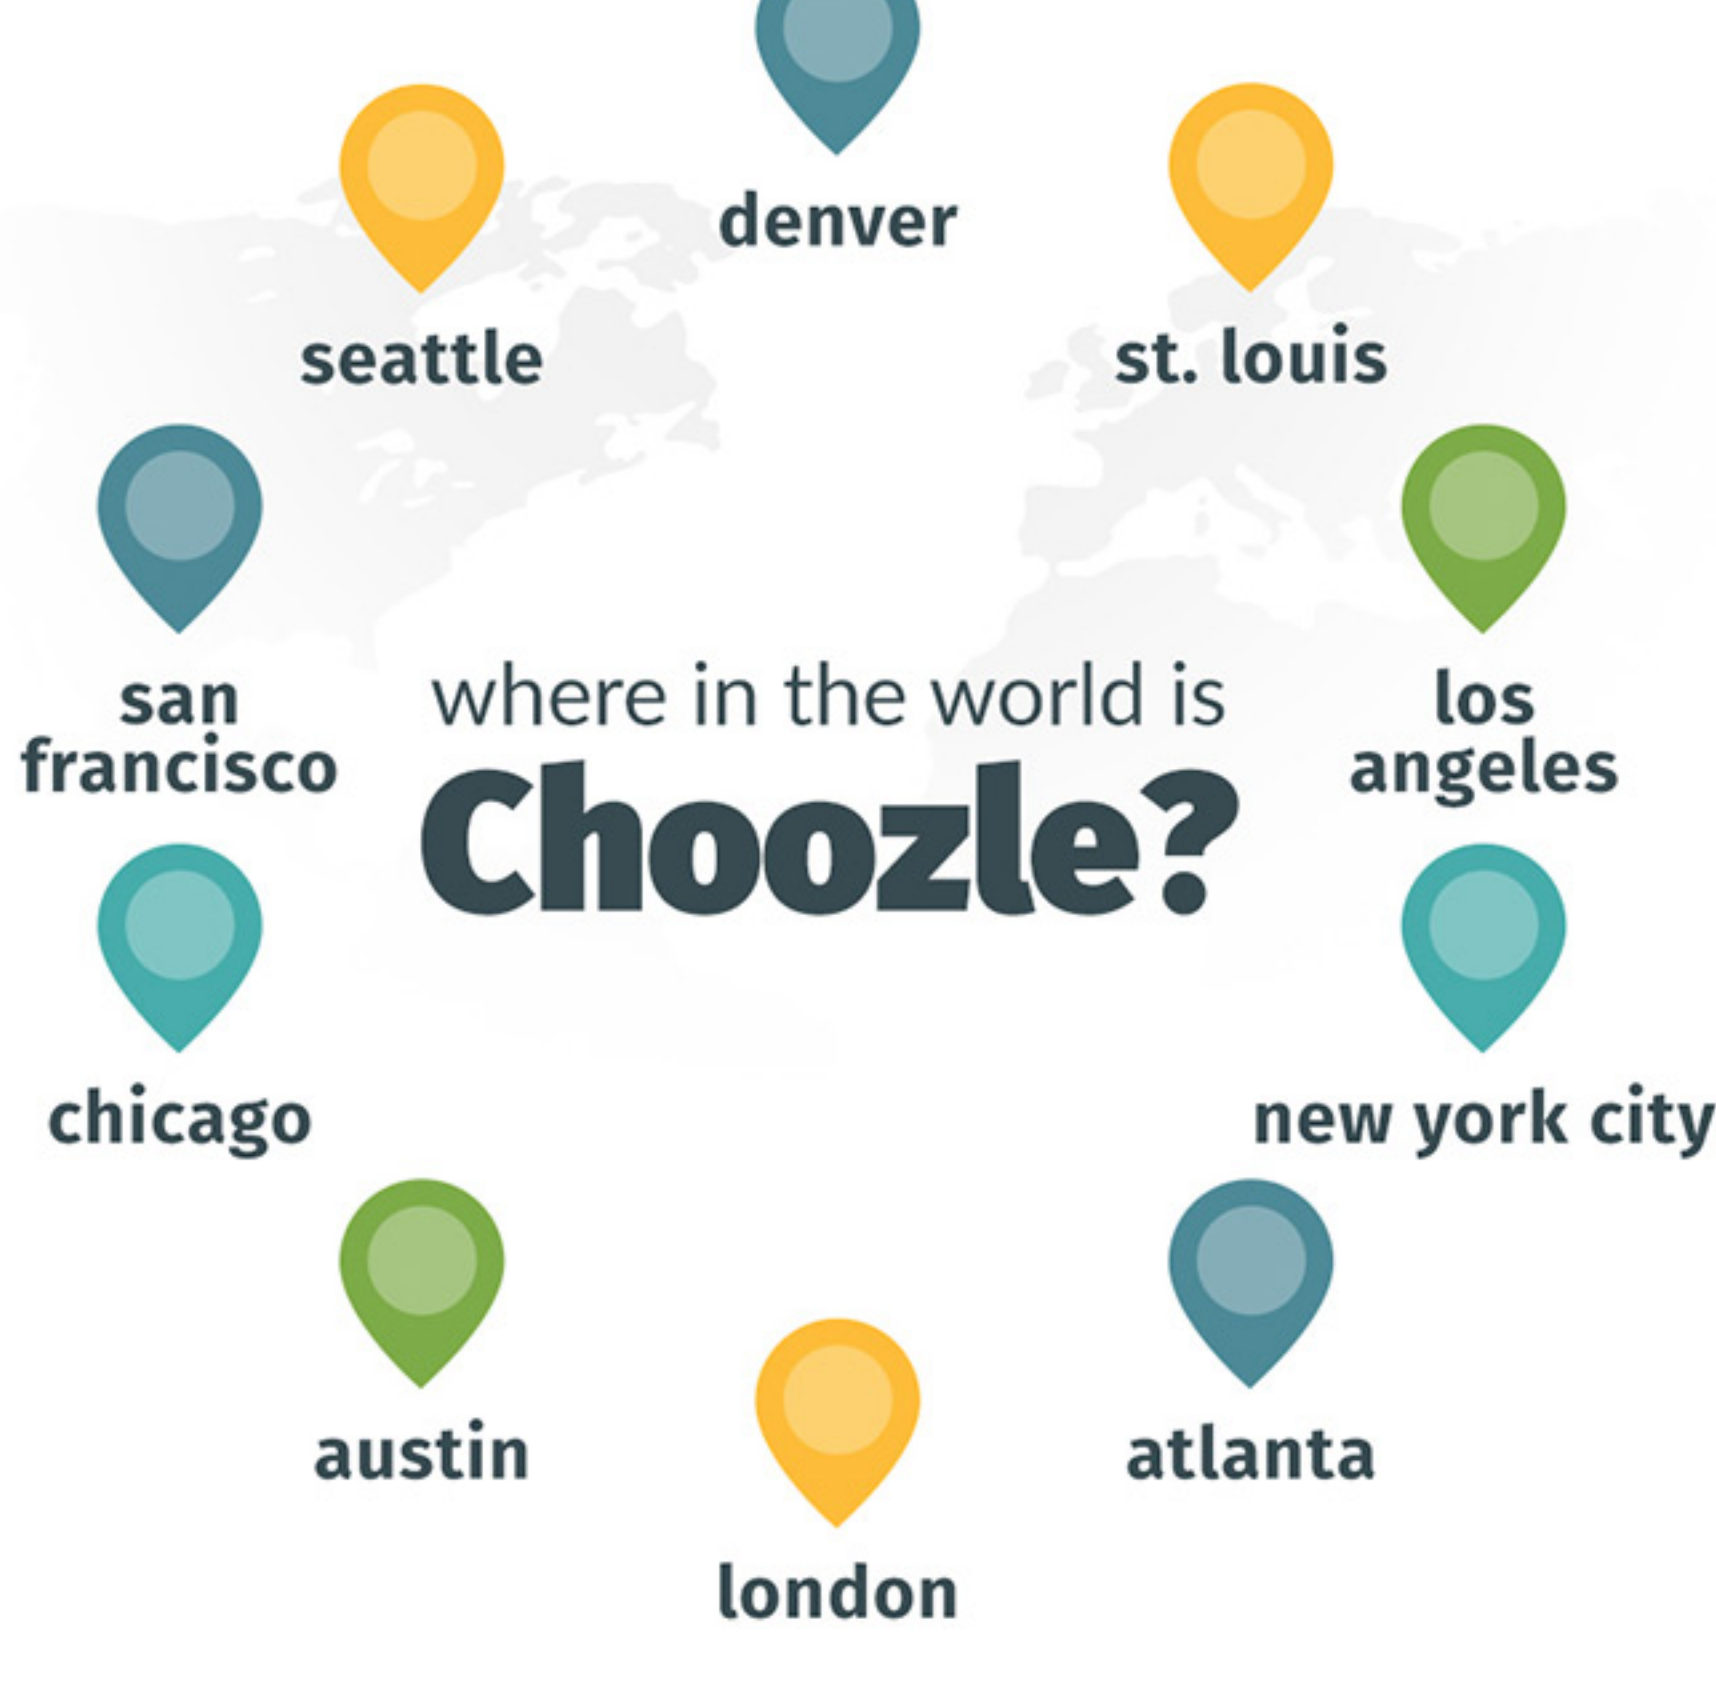 denver
seattle
st. louis
san
francisco
where in the world is
Choozle?
los
angeles
chicago
new york city
austin
atlanta
london